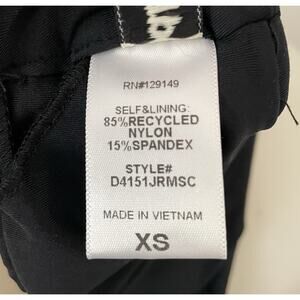 RN#129149
SELF&LINING:
85%RECYCLED
NYLON
15%SPANDEX
STYLE#
D4151JRMSC
MADE IN VIETNAM
XS